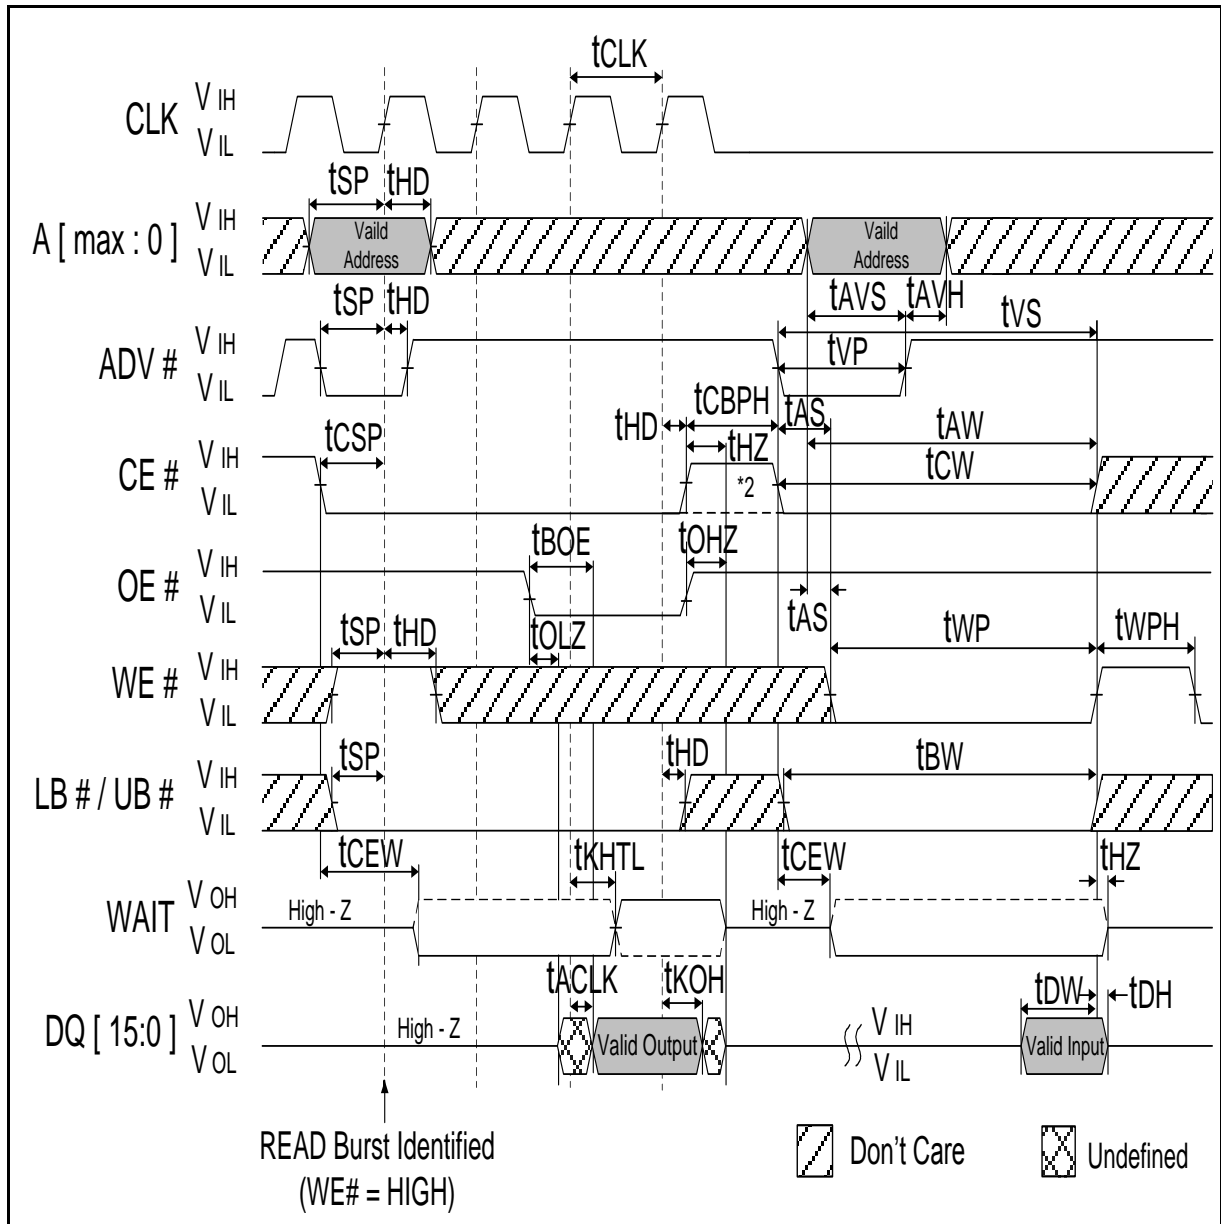 tCLK
CLK
V IH
V IL
tSP tHD
A [ max : 0 ]
V IH
V IL
Vaild
Address
Vaild
Address
tSP tHD
tAVS tAVH
tVS
ADV #
V IH
V IL
tVP
tCBPH
tHD
tAS
tAW
CE #
V IH
V IL
tCSP
tHZ
*2
tCW
OE #
V IH
V IL
tBOE
tOHZ
tAS
tOLZ
WE #
V IH
V IL
tSP tHD
tWP
tWPH
LB # / UB #
V IH
V IL
tSP
tHD
tBW
tCEW
tKHTL
tCEW
tHZ
WAIT
V OH
V OL
High - Z
High - Z
tACLK
tKOH
tDW
tDH
DQ [ 15:0 ]
V OH
V OL
High - Z
Valid Output
V IH
V IL
Valid Input
READ Burst Identified
(WE# = HIGH)
Don't Care
Undefined